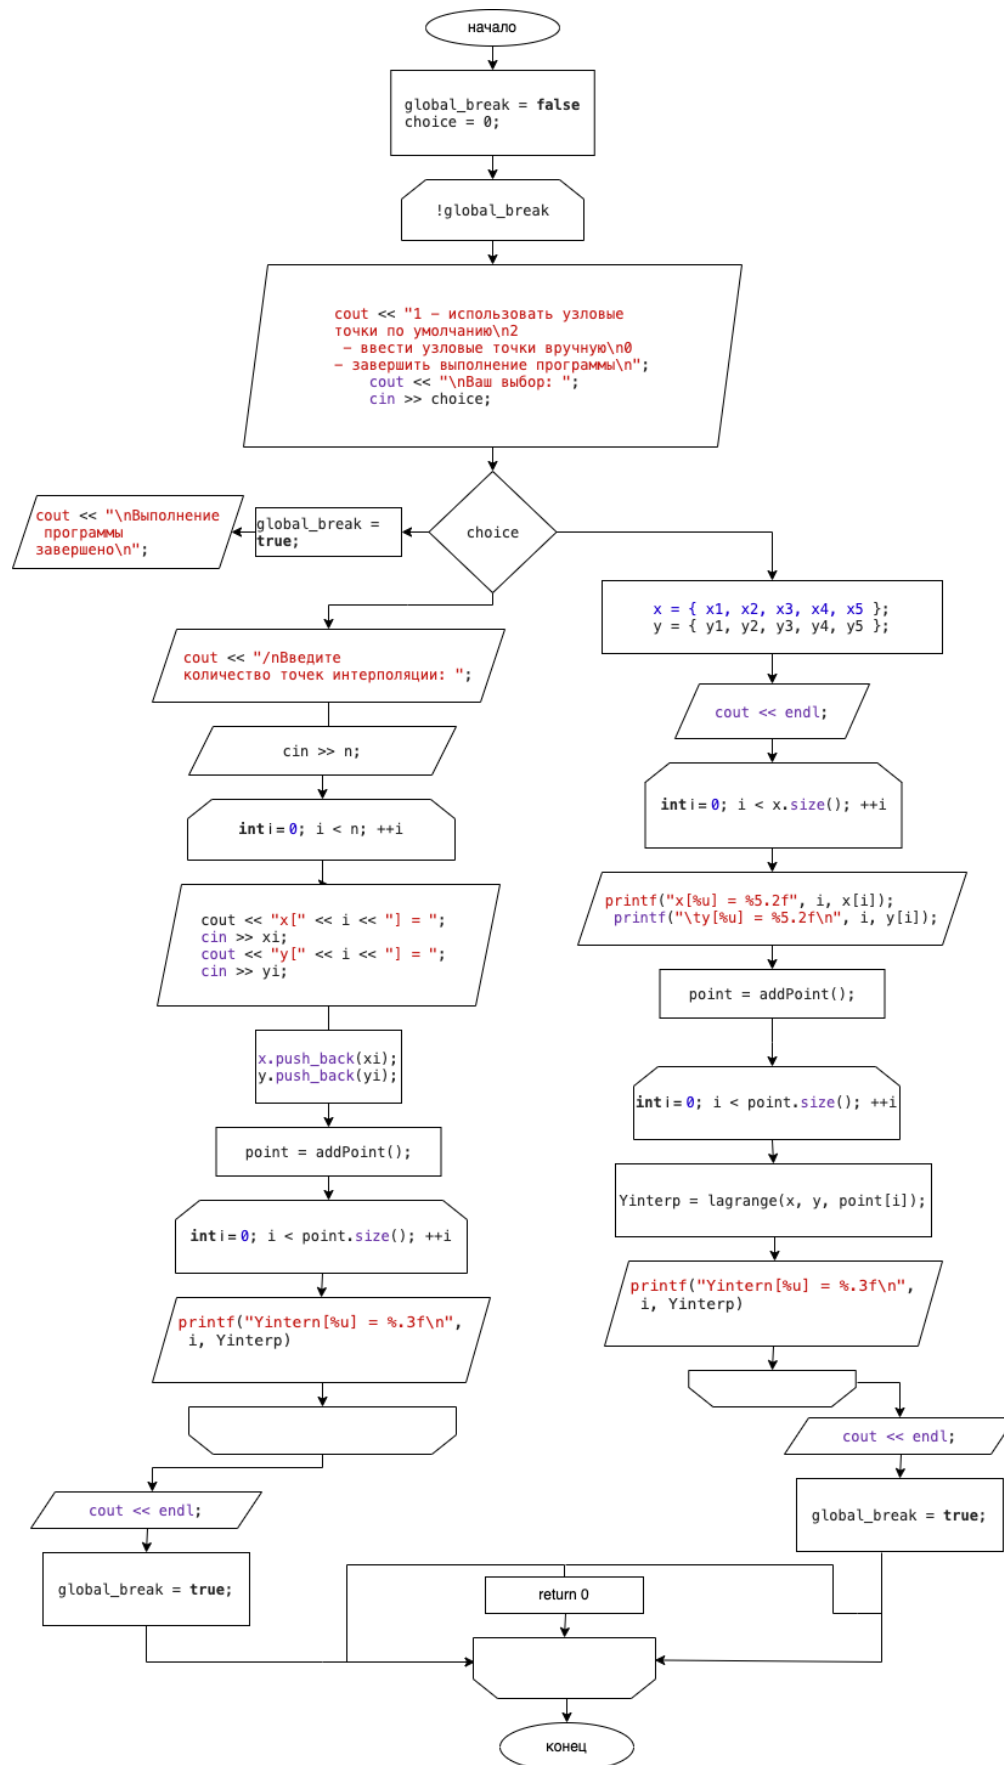 начало
global_break = false
choice = 0;
!global_break
cout << "1 – использовать узловые
точки по умолчанию\n2
– ввести узловые точки вручную\n0
– завершить выполнение программы\n";
cout << "\nВаш выбор: ";
cin >> choice;
choice
global_break =
true;
cout << "\nВыполнение
программы
завершено\n";
cout << "/nВведите
количество точек интерполяции: ";
cin >> n;
int i = 0; i < n; ++i
cout << "x[" << i << "] = ";
cin >> xi;
cout << "y[" << i << "] = ";
cin >> yi;
x.push_back(xi);
y.push_back(yi);
point = addPoint();
int i = 0; i < point.size(); ++i
printf("Yintern[%u] = %.3f\n",
i, Yinterp)
cout << endl;
global_break = true;
x = { x1, x2, x3, x4, x5 };
y = { y1, y2, y3, y4, y5 };
cout << endl;
int i = 0; i < x.size(); ++i
printf("x[%u] = %5.2f", i, x[i]);
printf("\ty[%u] = %5.2f\n", i, y[i]);
point = addPoint();
int i = 0; i < point.size(); ++i
Yinterp = lagrange(x, y, point[i]);
printf("Yintern[%u] = %.3f\n",
i, Yinterp)
cout << endl;
global_break = true;
return 0
конец